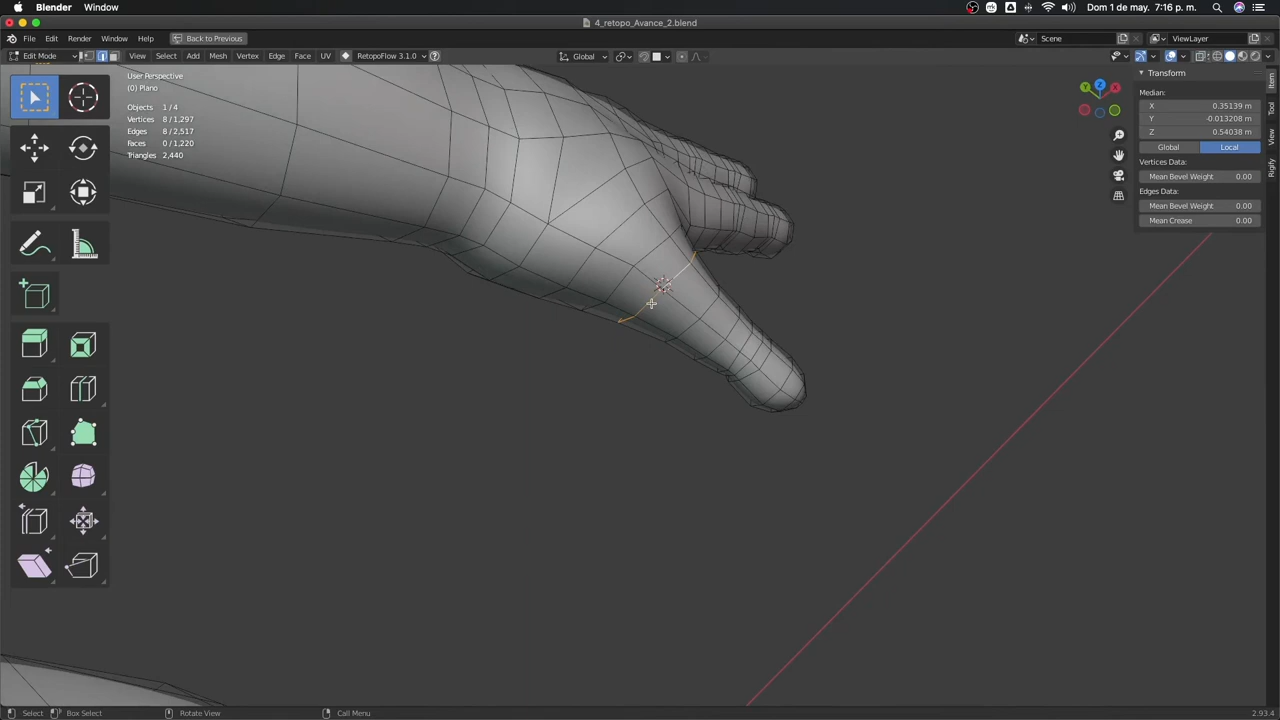 Blender Window
Dom 1 de may. 7:16 p. m.
4_retopo_Avance_2.blend
File Edit Render Window Help Back to Previous
Scene
ViewLayer
Edit Mode
View Select Add Mesh Vertex Edge Face UV RetopoFlow 3.1.0
Global
User Perspective
(0) Plano
Objects 1 / 4
Vertices 8 / 1,297
Edges 8 / 2,517
Faces 0 / 1,220
Triangles 2,440
Z
Y
X
Transform
Median:
X 0.35139 m
Y -0.013208 m
Z 0.54038 m
Global Local
Vertices Data:
Mean Bevel Weight 0.00
Edges Data:
Mean Bevel Weight 0.00
Mean Crease 0.00
Item
Tool
View
Rigify
Select
Box Select
Rotate View
Call Menu
2.93.4